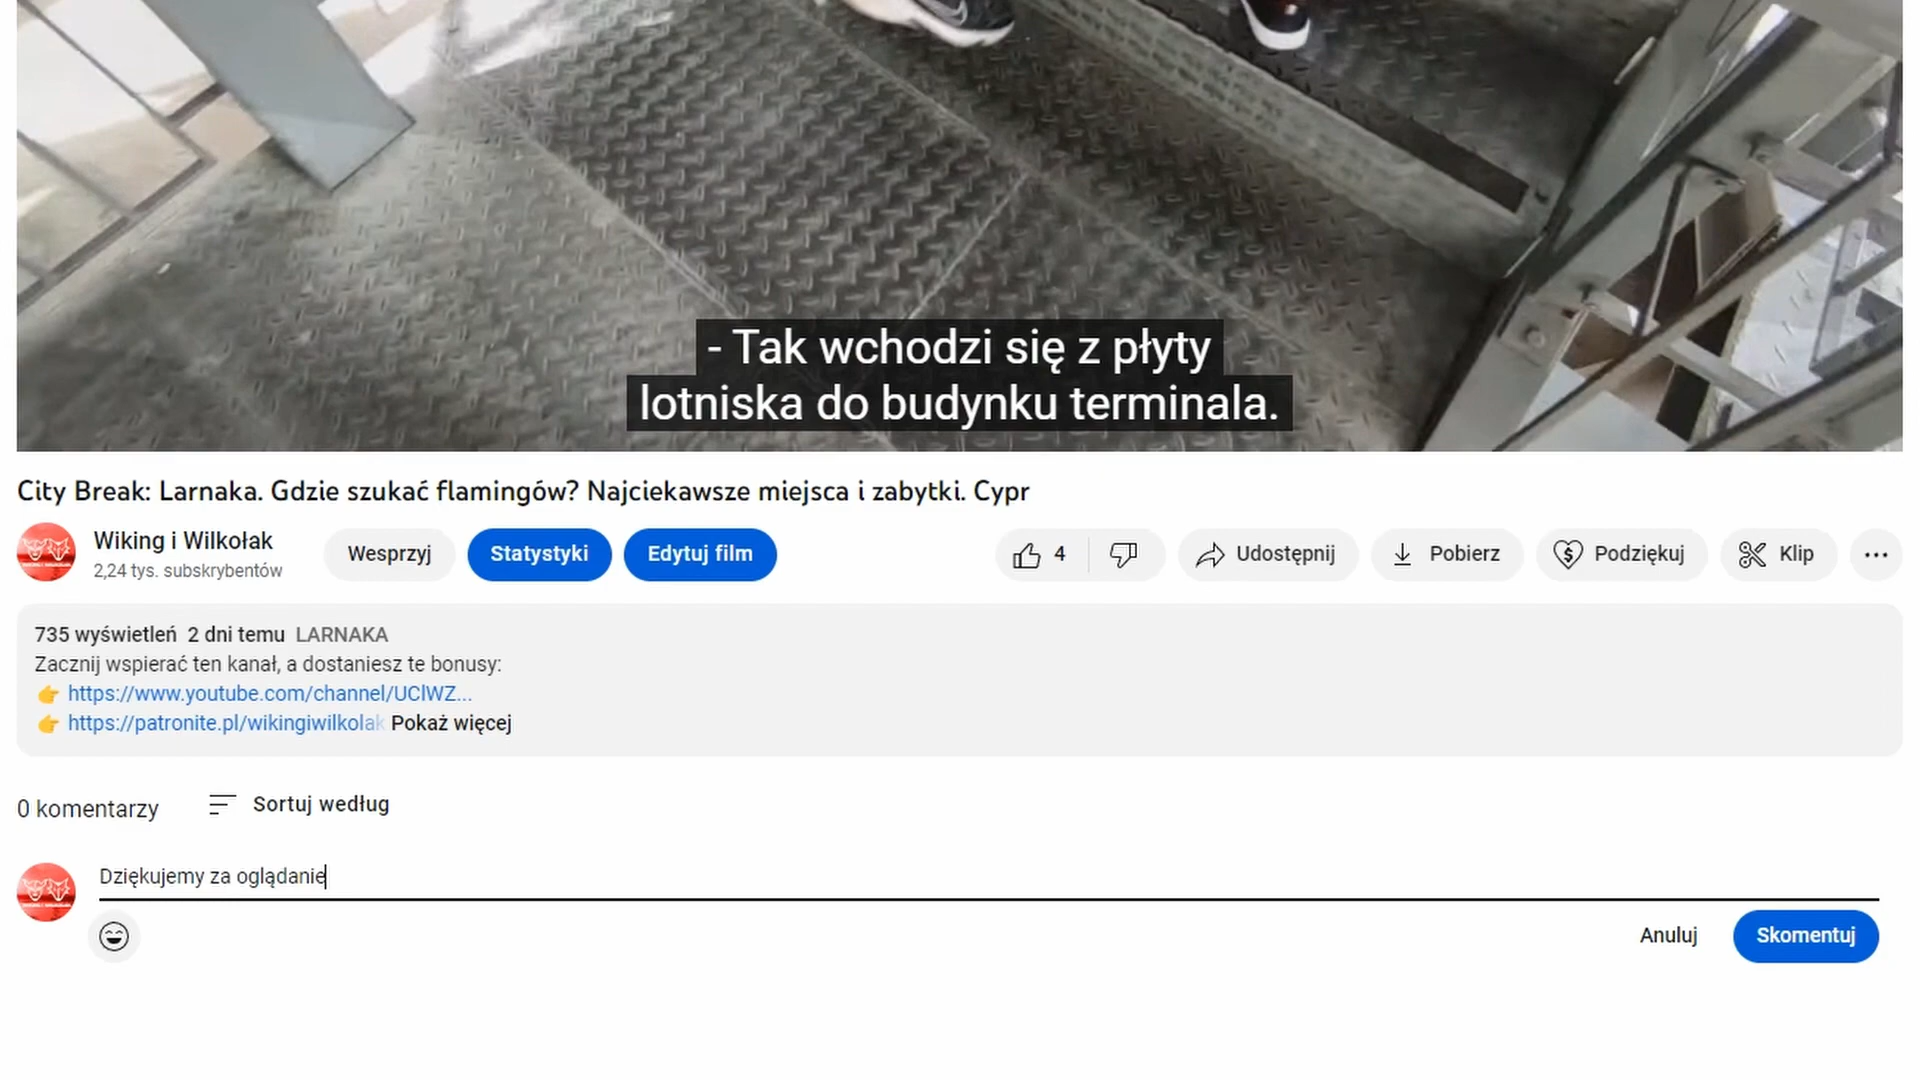 - Tak wchodzi się z płyty
lotniska do budynku terminala.
City Break: Larnaka. Gdzie szukać flamingów? Najciekawsze miejsca i zabytki. Cypr
Wiking i Wilkołak
2,24 tys. subskrybentów
Wesprzyj
Statystyki
Edytuj film
4
Udostępnij
Pobierz
Podziękuj
Klip
735 wyświetleń 2 dni temu LARNAKA
Zacznij wspierać ten kanał, a dostaniesz te bonusy:
👉 https://www.youtube.com/channel/UClWZ...
👉 https://patronite.pl/wikingiwilkolak Pokaż więcej
0 komentarzy
Sortuj według
Dziękujemy za oglądanie
Anuluj
Skomentuj